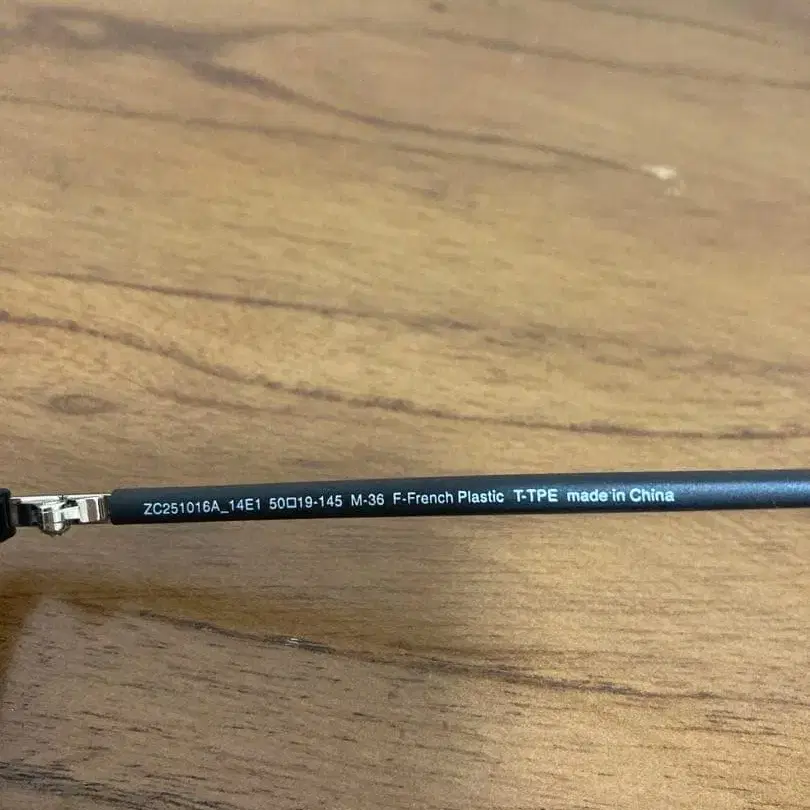 ZC251016A_14E1 50□19-145 M-36 F-French Plastic T-TPE made in China